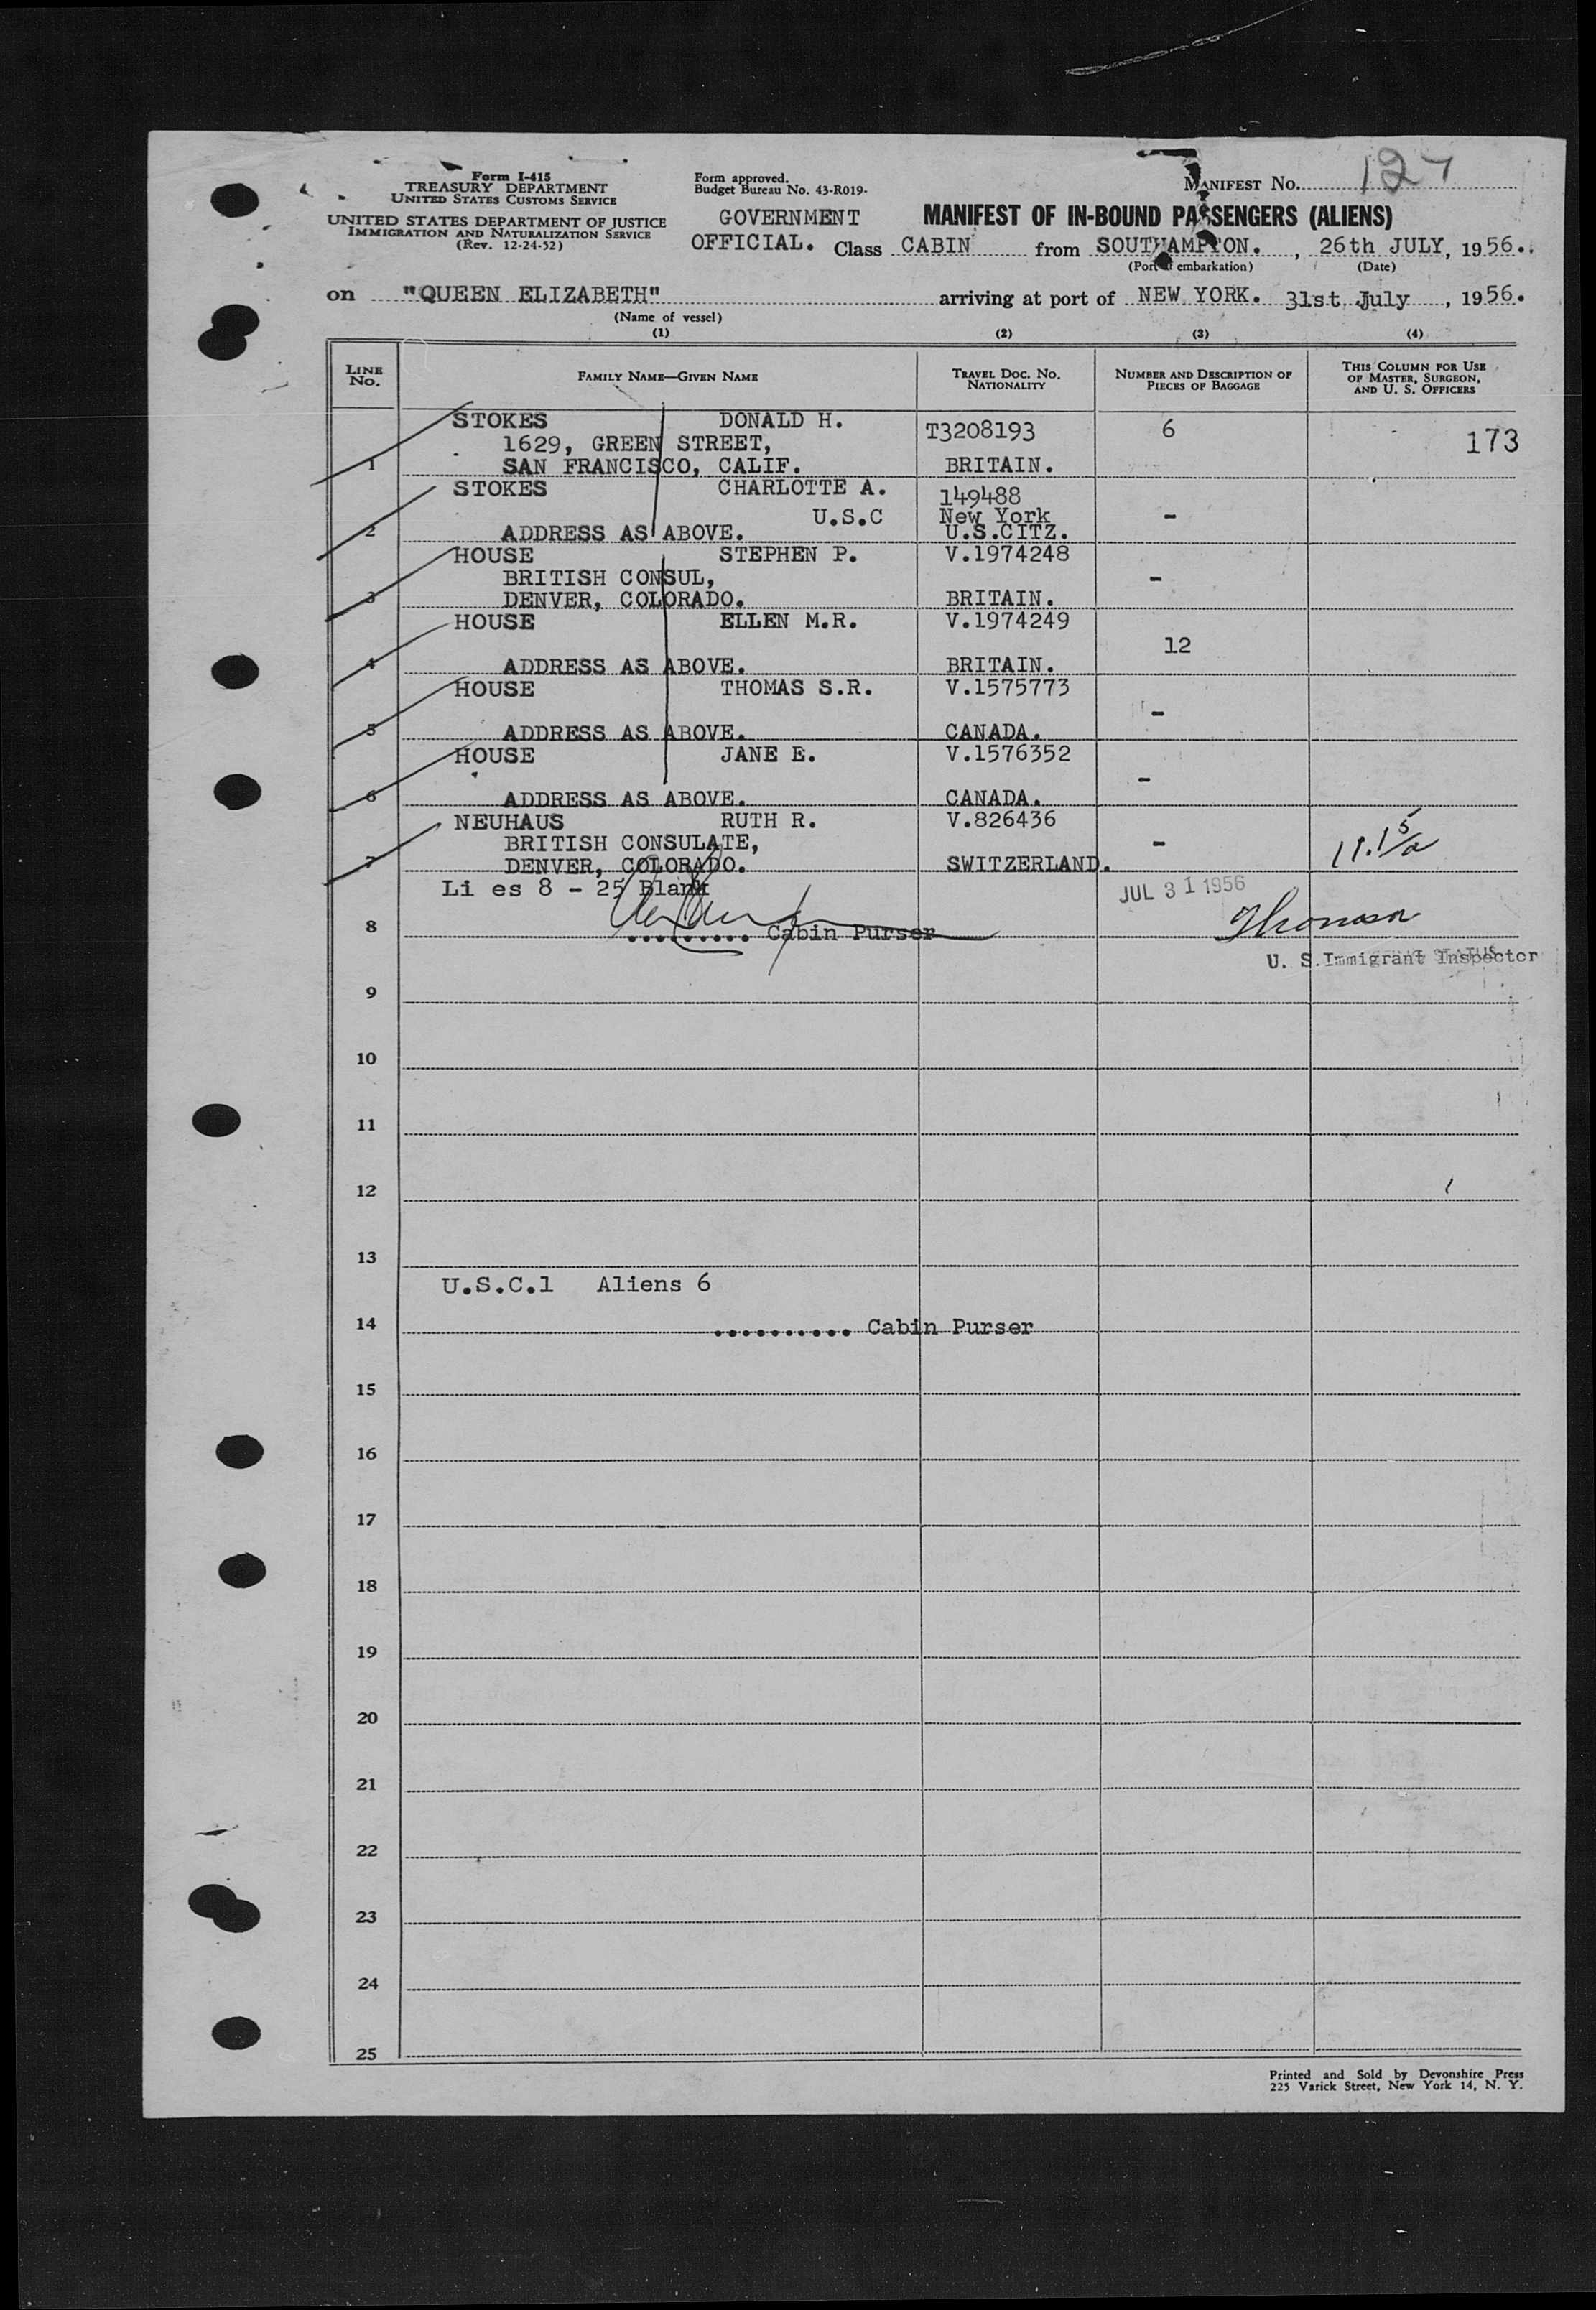 Form I-415
TREASURY DEPARTMENT
UNITED STATES CUSTOMS SERVICE
UNITED STATES DEPARTMENT OF JUSTICE
IMMIGRATION AND NATURALIZATION SERVICE
(Rev. 12-24-52)
Form approved.
Budget Bureau No. 43-R019-
MANIFEST No. 127
GOVERNMENT
OFFICIAL.
MANIFEST OF IN-BOUND PASSENGERS (ALIENS)
Class CABIN from SOUTHAMPTON. , 26th JULY, 1956.
(Port of embarkation) (Date)
on "QUEEN ELIZABETH" arriving at port of NEW YORK. 31st July , 1956.
(Name of vessel)
(1) (2) (3) (4)
LINE No. FAMILY NAME—GIVEN NAME TRAVEL DOC. NO. NATIONALITY NUMBER AND DESCRIPTION OF PIECES OF BAGGAGE THIS COLUMN FOR USE OF MASTER, SURGEON, AND U. S. OFFICERS
STOKES DONALD H. T3208193 6 173
1629, GREEN STREET,
1 SAN FRANCISCO, CALIF. BRITAIN.
STOKES CHARLOTTE A. 149488
U.S.C New York -
2 ADDRESS AS ABOVE. U.S.CITZ.
HOUSE STEPHEN P. V.1974248
BRITISH CONSUL, -
3 DENVER, COLORADO. BRITAIN.
HOUSE ELLEN M.R. V.1974249
12
4 ADDRESS AS ABOVE. BRITAIN.
HOUSE THOMAS S.R. V.1575773
-
5 ADDRESS AS ABOVE. CANADA.
HOUSE JANE E. V.1576352
-
6 ADDRESS AS ABOVE. CANADA.
NEUHAUS RUTH R. V.826436
BRITISH CONSULATE, -
7 DENVER, COLORADO. SWITZERLAND.
Li es 8 - 25 Blank JUL 31 1956
8 ......... Cabin Purser Thomson
U. S. Immigrant Inspector
9
10
11
12
13
U.S.C.1 Aliens 6
14 .......... Cabin Purser
15
16
17
18
19
20
21
22
23
24
25
Printed and Sold by Devonshire Press
225 Varick Street, New York 14, N. Y.